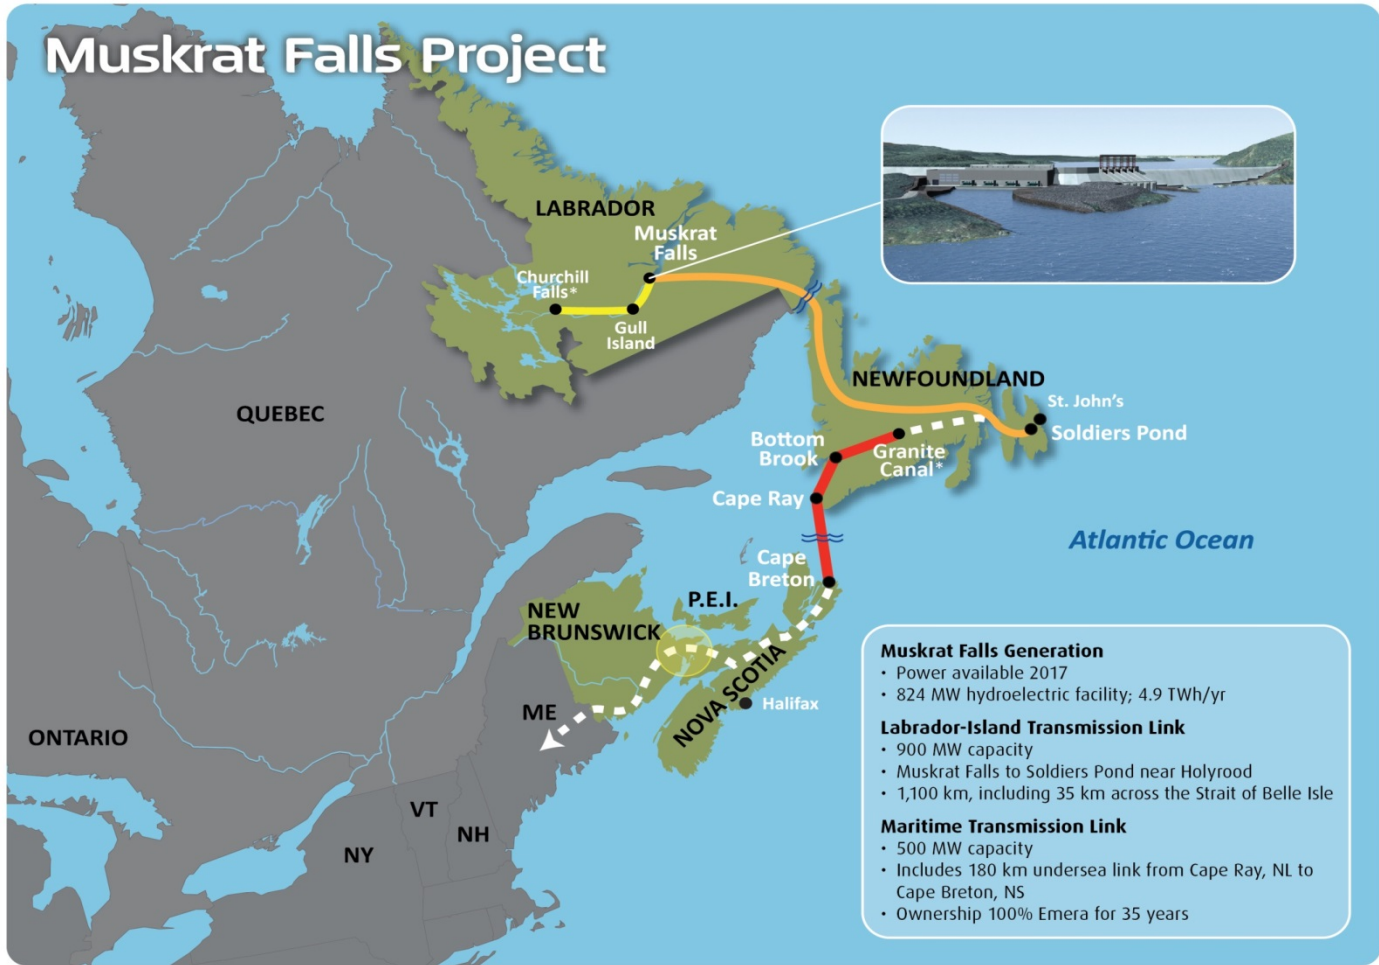 Muskrat Falls Project
LABRADOR
Muskrat
Falls
Churchill
Falls*
Gull
Island
QUEBEC
NEWFOUNDLAND
St. John's
Soldiers Pond
Bottom
Brook
Granite
Canal*
Cape Ray
Atlantic Ocean
Cape
Breton
P.E.I.
NEW
BRUNSWICK
NOVA SCOTIA
Halifax
ME
ONTARIO
VT
NH
NY
Muskrat Falls Generation
• Power available 2017
• 824 MW hydroelectric facility; 4.9 TWh/yr
Labrador-Island Transmission Link
• 900 MW capacity
• Muskrat Falls to Soldiers Pond near Holyrood
• 1,100 km, including 35 km across the Strait of Belle Isle
Maritime Transmission Link
• 500 MW capacity
• Includes 180 km undersea link from Cape Ray, NL to
Cape Breton, NS
• Ownership 100% Emera for 35 years